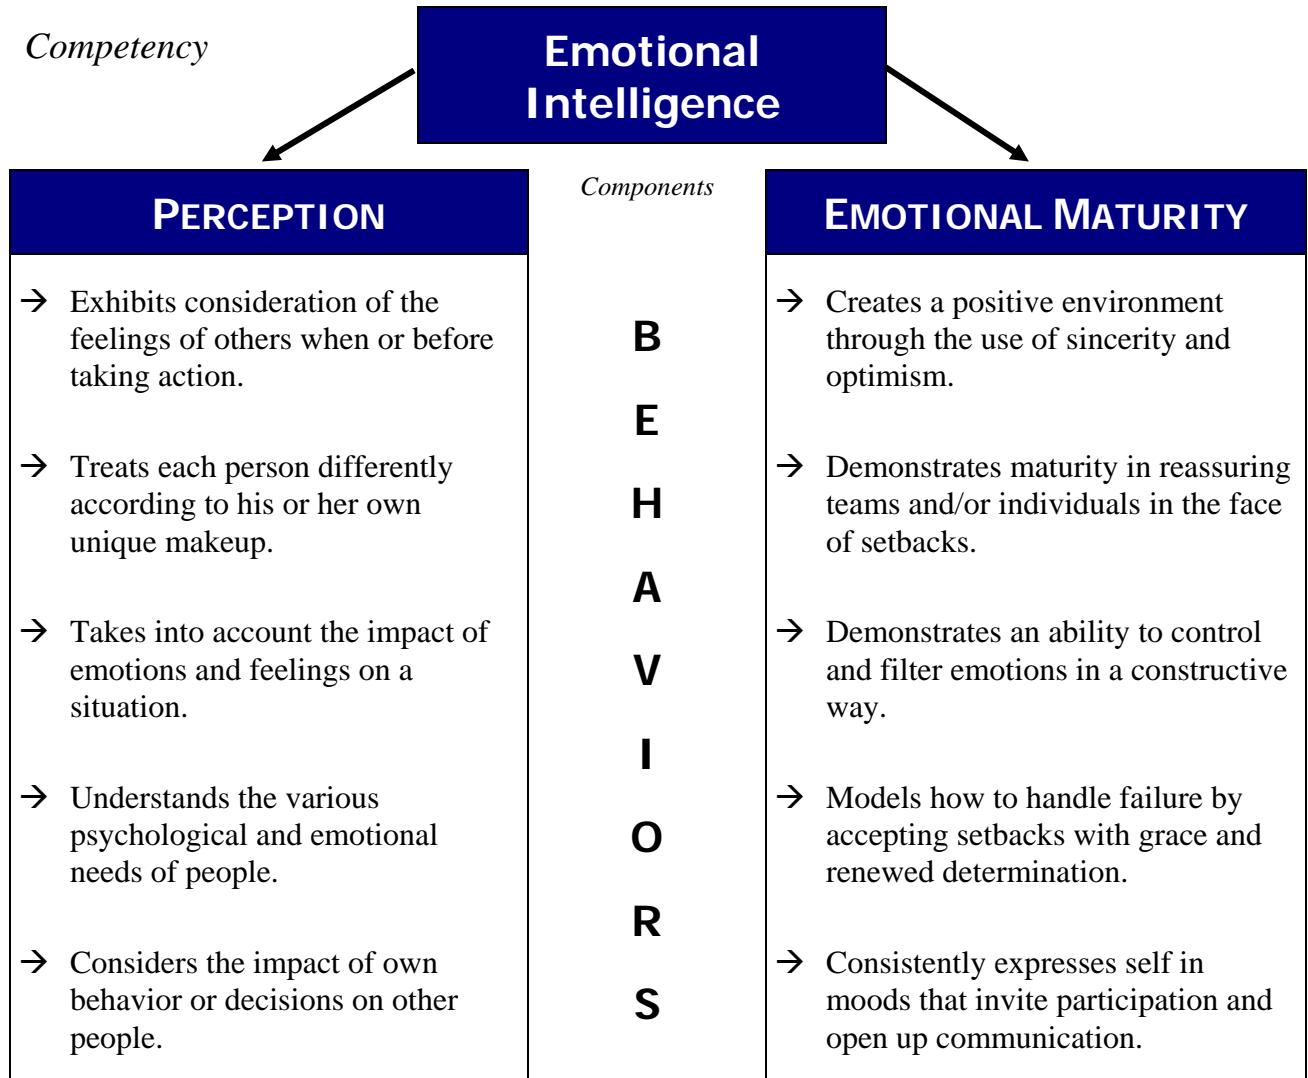 Competency
Emotional
Intelligence
Components
PERCEPTION
→ Exhibits consideration of the
feelings of others when or before
taking action.
→ Treats each person differently
according to his or her own
unique makeup.
→ Takes into account the impact of
emotions and feelings on a
situation.
→ Understands the various
psychological and emotional
needs of people.
→ Considers the impact of own
behavior or decisions on other
people.
B
E
H
A
V
I
O
R
S
EMOTIONAL MATURITY
→ Creates a positive environment
through the use of sincerity and
optimism.
→ Demonstrates maturity in reassuring
teams and/or individuals in the face
of setbacks.
→ Demonstrates an ability to control
and filter emotions in a constructive
way.
→ Models how to handle failure by
accepting setbacks with grace and
renewed determination.
→ Consistently expresses self in
moods that invite participation and
open up communication.